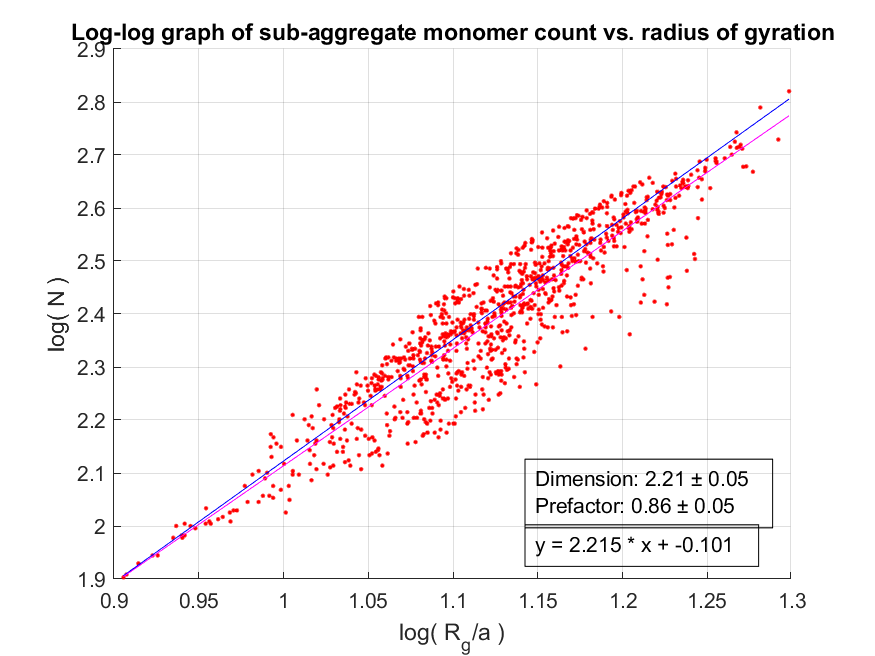 Log-log graph of sub-aggregate monomer count vs. radius of gyration
2.9
2.8
2.7
2.6
2.5
2.4
2.3
2.2
2.1
2
1.9
log( N )
Dimension: 2.21 ± 0.05
Prefactor: 0.86 ± 0.05
y = 2.215 * x + -0.101
0.9 0.95 1 1.05 1.1 1.15 1.2 1.25 1.3
log( R_g/a )